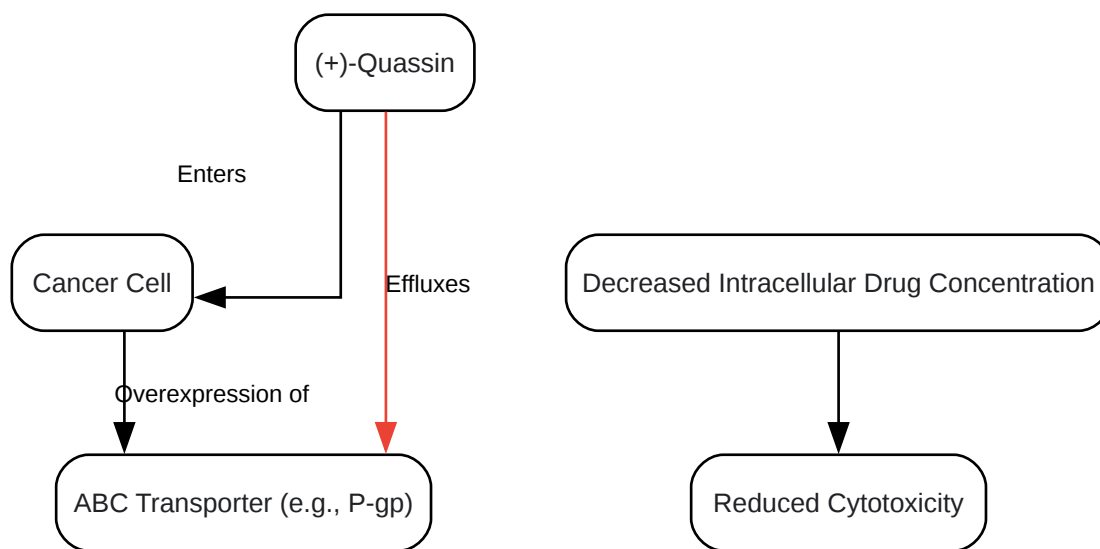 (+)-Quassin
Enters
Cancer Cell
Effluxes
Decreased Intracellular Drug Concentration
Overexpression of
ABC Transporter (e.g., P-gp)
Reduced Cytotoxicity